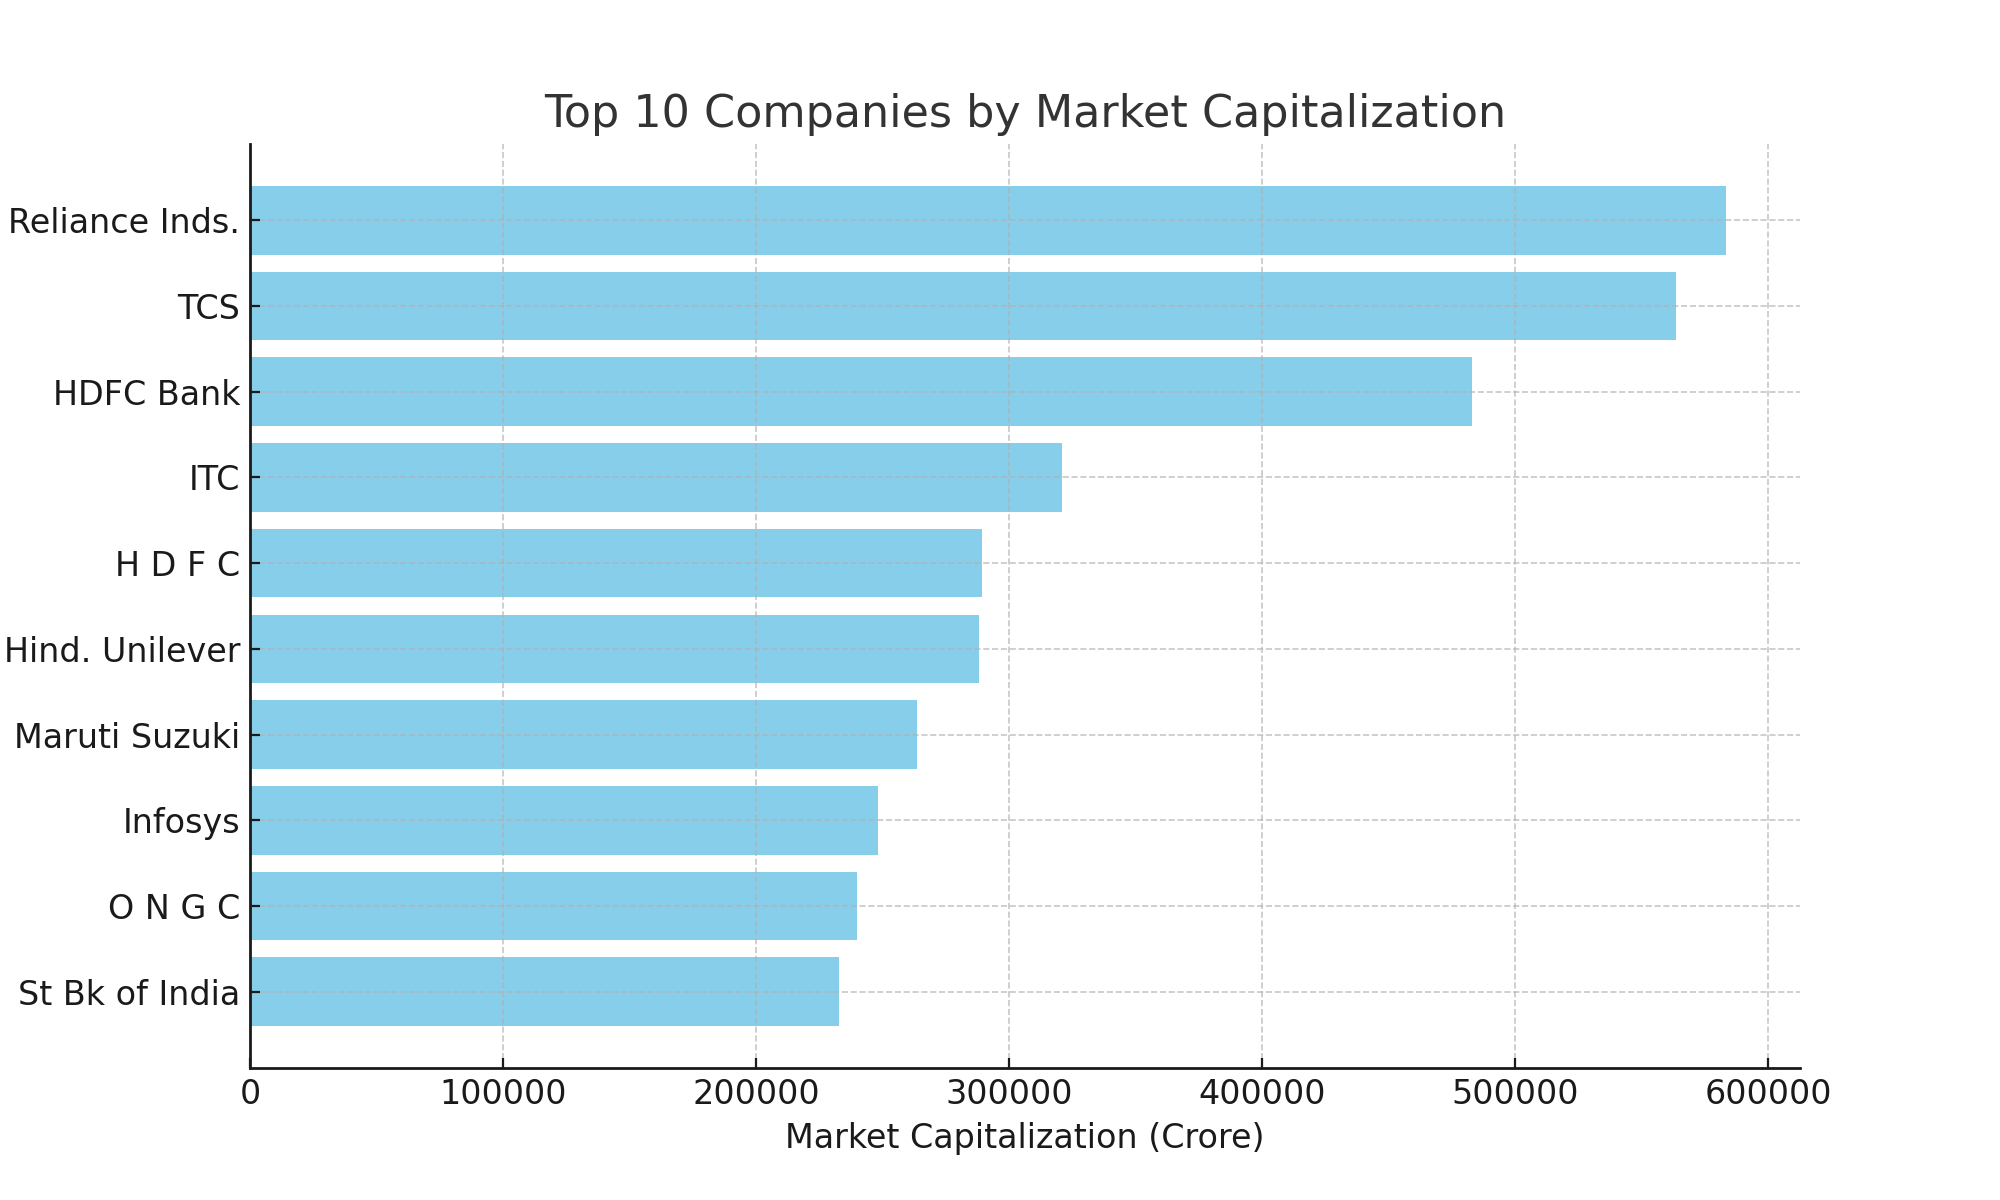 Top 10 Companies by Market Capitalization
Reliance Inds.
TCS
HDFC Bank
ITC
H D F C
Hind. Unilever
Maruti Suzuki
Infosys
O N G C
St Bk of India
0 100000 200000 300000 400000 500000 600000
Market Capitalization (Crore)